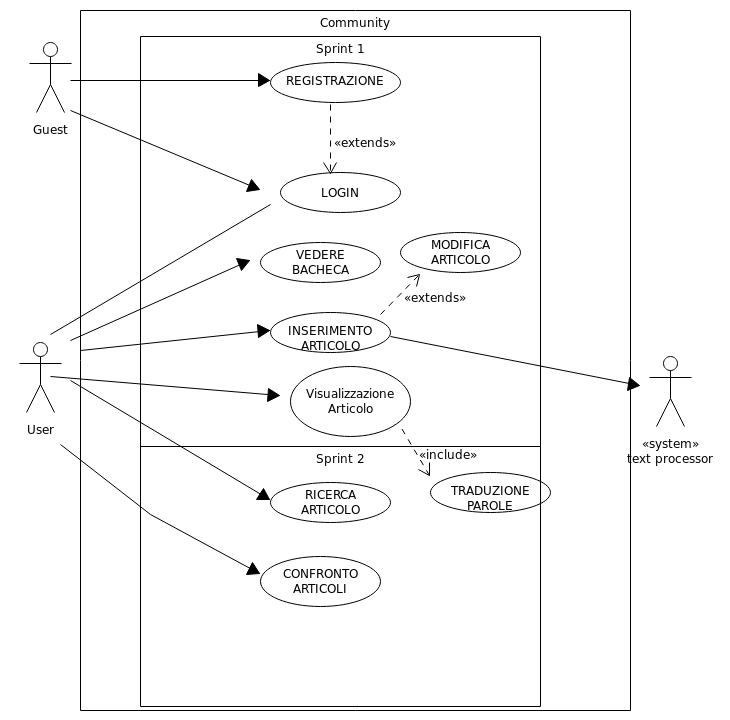 Community
Sprint 1
REGISTRAZIONE
Guest
«extends»
LOGIN
VEDERE
BACHECA
MODIFICA
ARTICOLO
«extends»
INSERIMENTO
ARTICOLO
Visualizzazione
Articolo
User
«system»
text processor
Sprint 2
«include»
RICERCA
ARTICOLO
TRADUZIONE
PAROLE
CONFRONTO
ARTICOLI